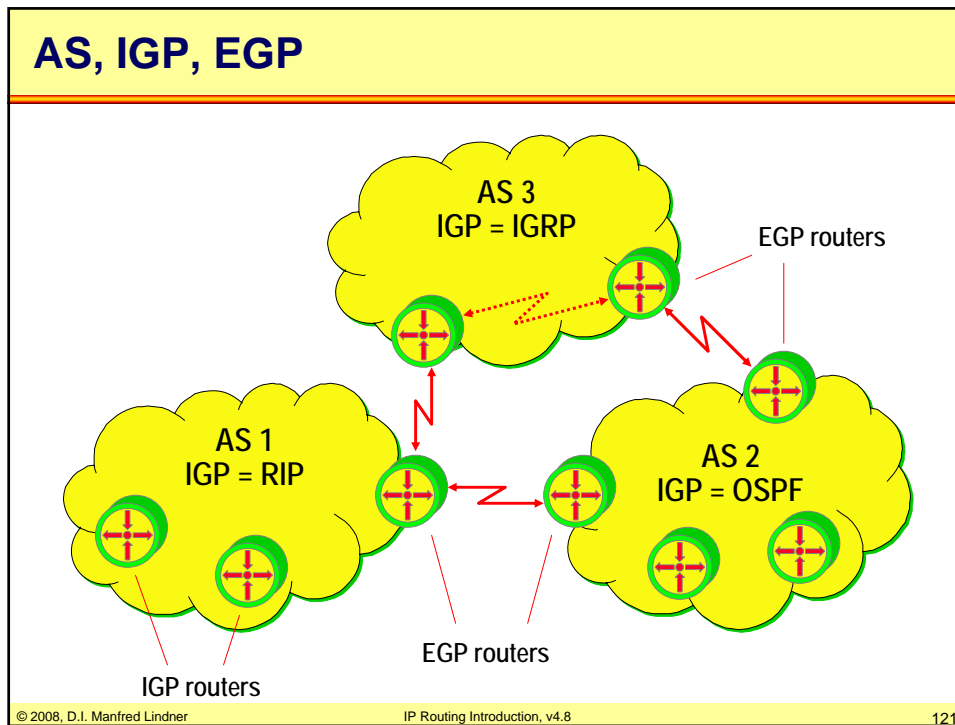 AS, IGP, EGP
AS 3
IGP = IGRP
EGP routers
AS 1
IGP = RIP
AS 2
IGP = OSPF
EGP routers
IGP routers
© 2008, D.I. Manfred Lindner
IP Routing Introduction, v4.8
121